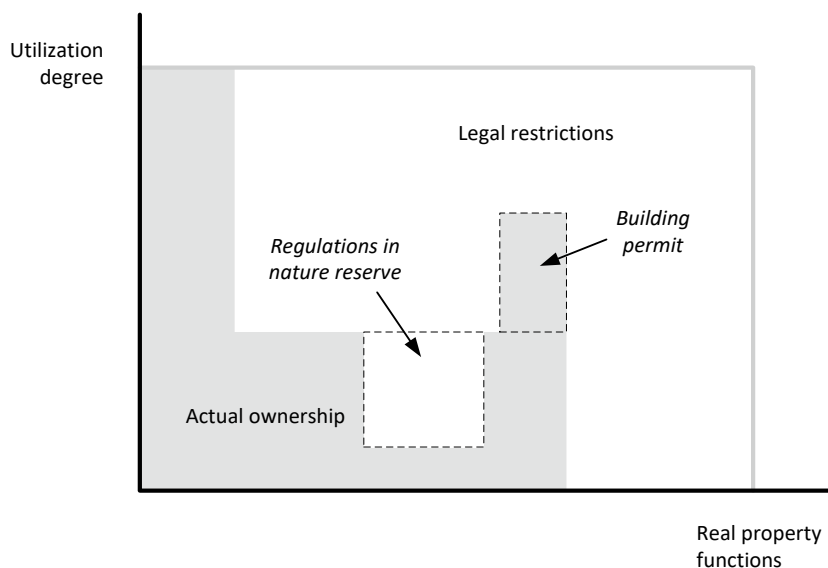 Utilization
degree
Legal restrictions
Building
permit
Regulations in
nature reserve
Actual ownership
Real property
functions